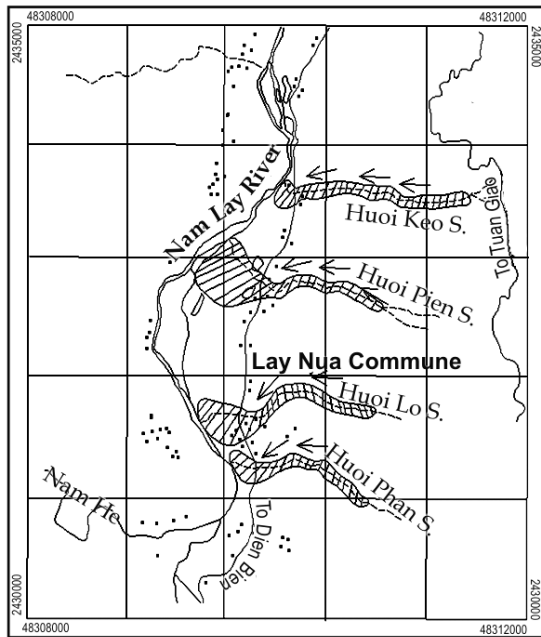 48308000
48312000
2435000
2435000
Nam Lay River
Huoi Keo S.
To Tuan Giao
Huoi Pien S.
Lay Nua Commune
Huoi Lo S.
Huoi Phan S.
Nam He
To Dien Bien
2430000
2430000
48308000
48312000